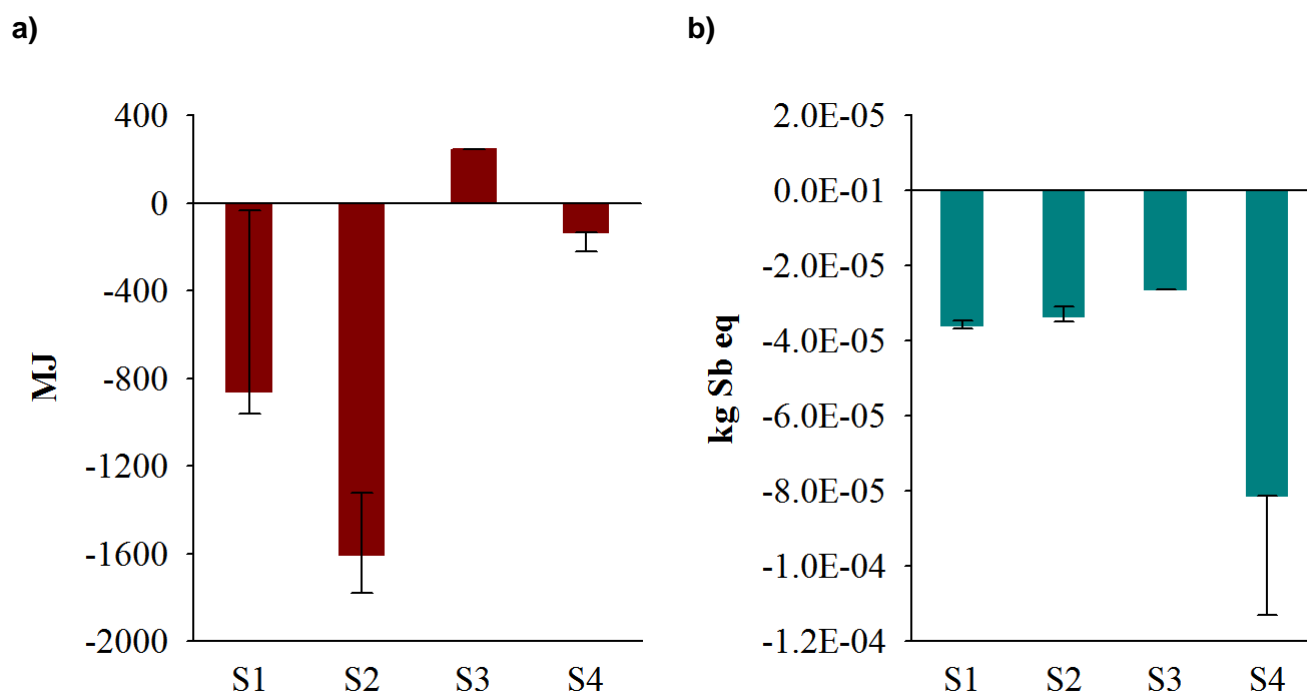 a)
MJ
400
0
-400
-800
-1200
-1600
-2000
S1 S2 S3 S4
b)
kg Sb eq
2.0E-05
0.0E-01
-2.0E-05
-4.0E-05
-6.0E-05
-8.0E-05
-1.0E-04
-1.2E-04
S1 S2 S3 S4